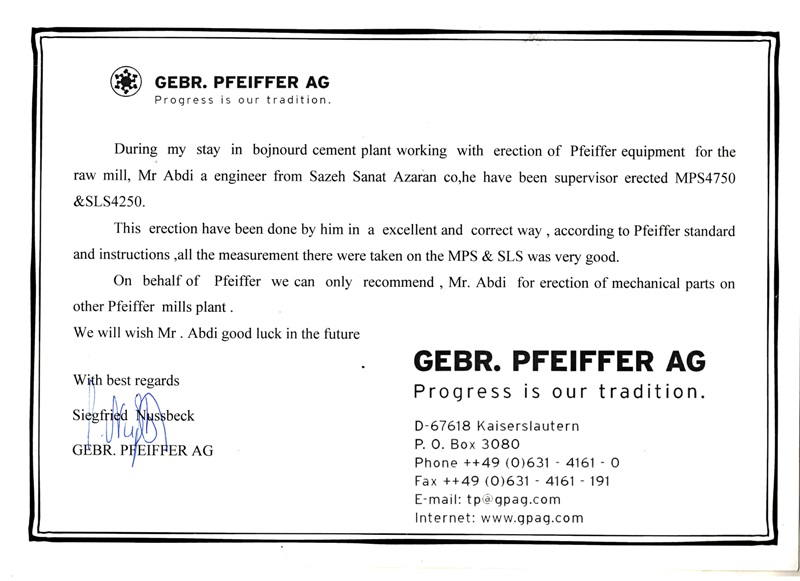 GEBR. PFEIFFER AG
Progress is our tradition.
During my stay in bojnourd cement plant working with erection of Pfeiffer equipment for the
raw mill, Mr Abdi a engineer from Sazeh Sanat Azaran co,he have been supervisor erected MPS4750
&SLS4250.
This erection have been done by him in a excellent and correct way , according to Pfeiffer standard
and instructions ,all the measurement there were taken on the MPS & SLS was very good.
On behalf of Pfeiffer we can only recommend , Mr. Abdi for erection of mechanical parts on
other Pfeiffer mills plant .
We will wish Mr . Abdi good luck in the future
With best regards
Siegfried Nussbeck
GEBR. PFEIFFER AG
GEBR. PFEIFFER AG
Progress is our tradition.
D-67618 Kaiserslautern
P. O. Box 3080
Phone ++49 (0)631 - 4161 - 0
Fax ++49 (0)631 - 4161 - 191
E-mail: tp@gpag.com
Internet: www.gpag.com